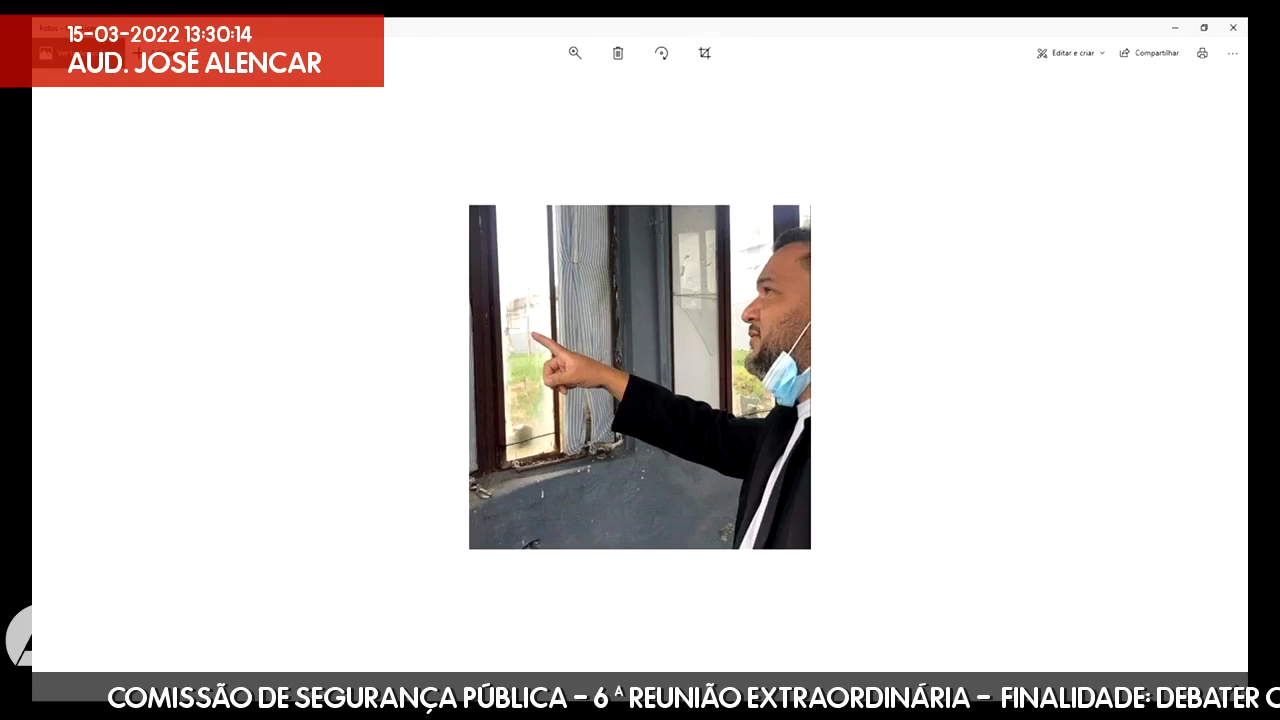 15-03-2022 13:30:14
AUD. JOSÉ ALENCAR
Editar e criar
Compartilhar
COMISSÃO DE SEGURANÇA PÚBLICA – 6 ª REUNIÃO EXTRAORDINÁRIA – FINALIDADE: DEBATER